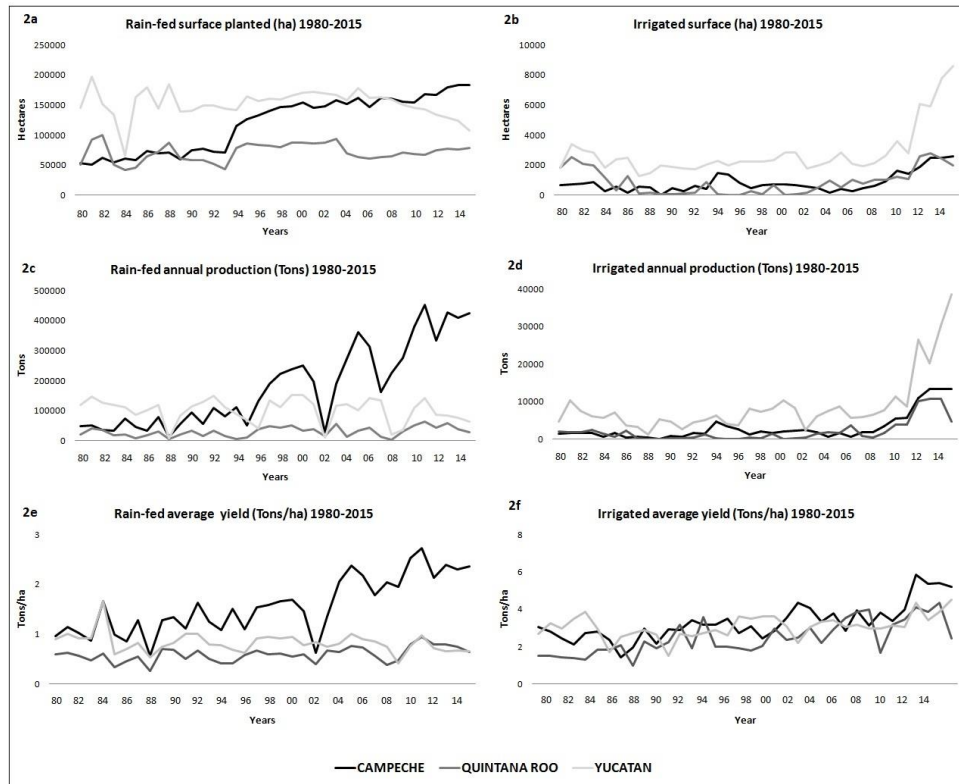 2a
Rain-fed surface planted (ha) 1980-2015
250000
200000
150000
100000
50000
0
Hectares
80 82 84 86 88 90 92 94 96 98 00 02 04 06 08 10 12 14
Years
2b
Irrigated surface (ha) 1980-2015
10000
8000
6000
4000
2000
0
Hectares
80 82 84 86 88 90 92 94 96 98 00 02 04 06 08 10 12 14
Year
2c
Rain-fed annual production (Tons) 1980-2015
500000
400000
300000
200000
100000
0
Tons
80 82 84 86 88 90 92 94 96 98 00 02 04 06 08 10 12 14
Years
2d
Irrigated annual production (Tons) 1980-2015
40000
30000
20000
10000
0
Tons
80 82 84 86 88 90 92 94 96 98 00 02 04 06 08 10 12 14
Year
2e
Rain-fed average yield (Tons/ha) 1980-2015
3
2
1
0
Tons/ha
80 82 84 86 88 90 92 94 96 98 00 02 04 06 08 10 12 14
Years
2f
Irrigated average yield (Tons/ha) 1980-2015
8
6
4
2
0
Tons/ha
80 82 84 86 88 90 92 94 96 98 00 02 04 06 08 10 12 14
Year
CAMPECHE QUINTANA ROO YUCATAN